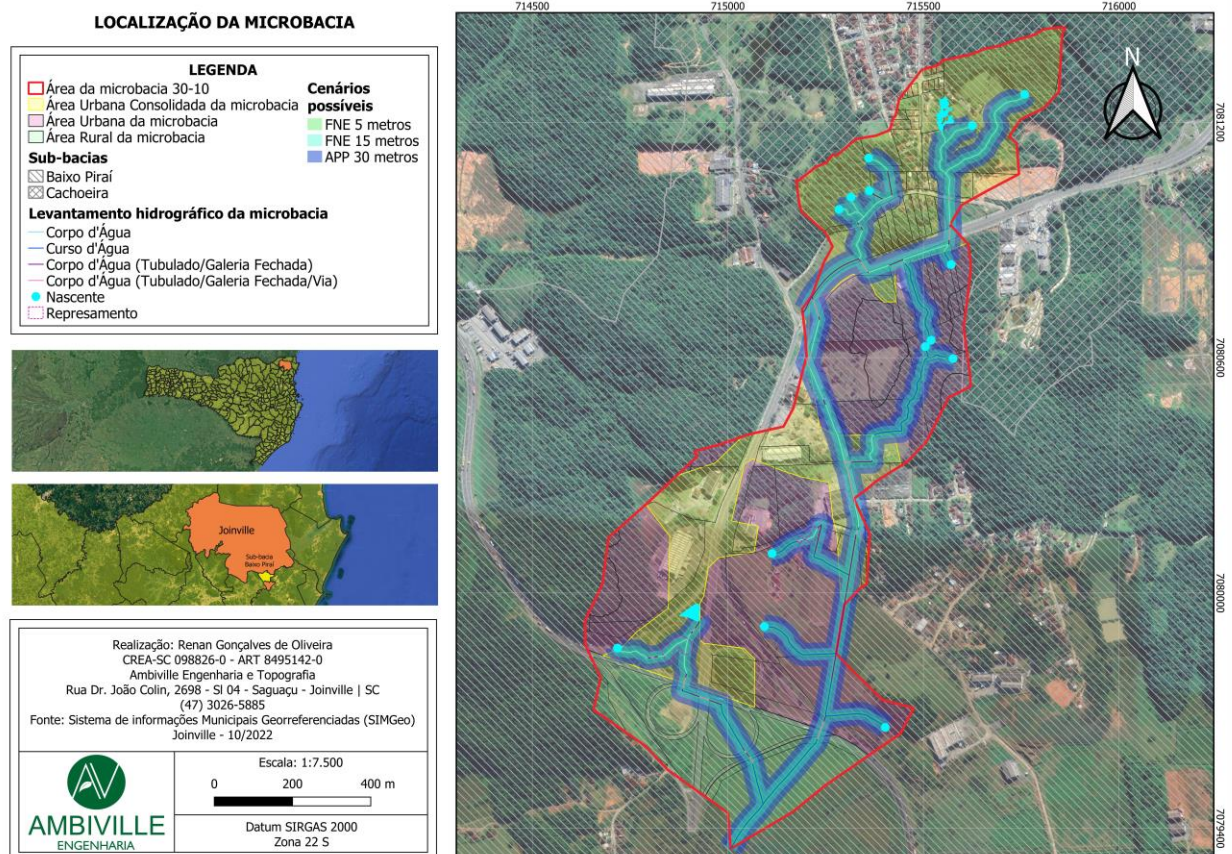 LOCALIZAÇÃO DA MICROBACIA
LEGENDA
Área da microbacia 30-10
Área Urbana Consolidada da microbacia
Área Urbana da microbacia
Área Rural da microbacia
Sub-bacias
Baixo Piraí
Cachoeira
Levantamento hidrográfico da microbacia
Corpo d'Água
Curso d'Água
Corpo d'Água (Tubulado/Galeria Fechada)
Corpo d'Água (Tubulado/Galeria Fechada/Via)
Nascente
Represamento
Cenários
possíveis
FNE 5 metros
FNE 15 metros
APP 30 metros
Joinville
Sub-bacia
Baixo Piraí
Realização: Renan Gonçalves de Oliveira
CREA-SC 098826-0 - ART 8495142-0
Ambiville Engenharia e Topografia
Rua Dr. João Colin, 2698 - Sl 04 - Saguaçu - Joinville | SC
(47) 3026-5885
Fonte: Sistema de informações Municipais Georreferenciadas (SIMGeo)
Joinville - 10/2022
AV
AMBIVILLE
ENGENHARIA
Escala: 1:7.500
0 200 400 m
Datum SIRGAS 2000
Zona 22 S
714500 715000 715500 716000
N
7081200
7080600
7080000
7079400